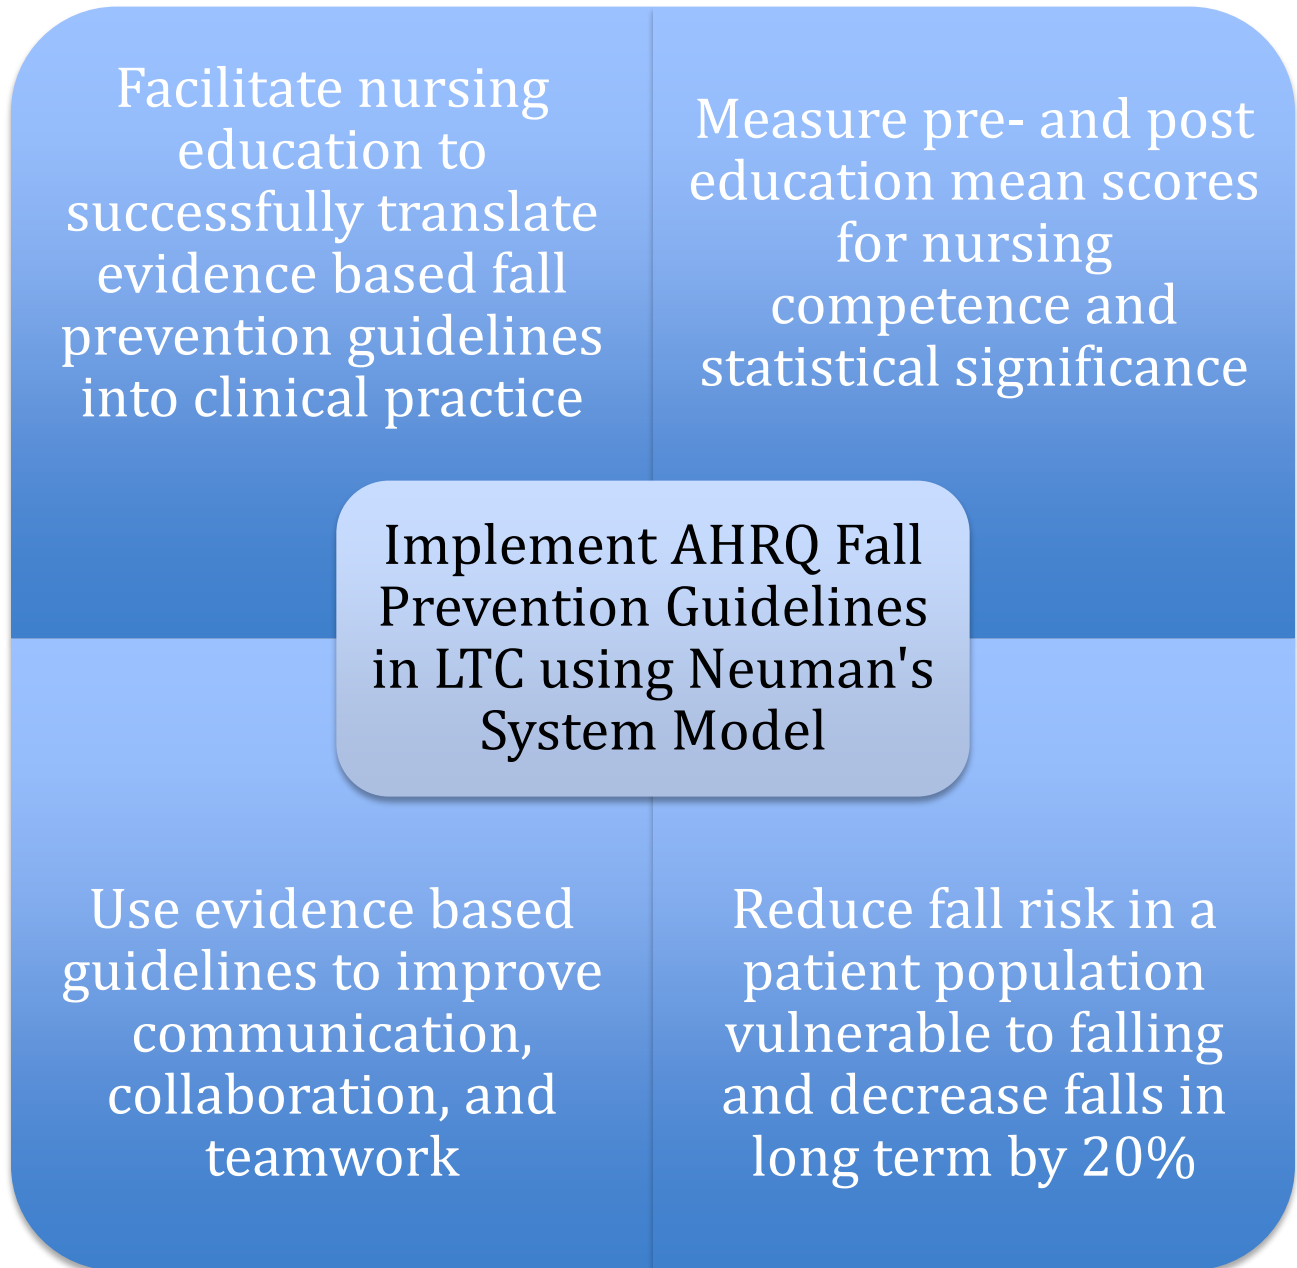 Facilitate nursing
education to
successfully translate
evidence based fall
prevention guidelines
into clinical practice
Measure pre- and post
education mean scores
for nursing
competence and
statistical significance
Implement AHRQ Fall
Prevention Guidelines
in LTC using Neuman's
System Model
Use evidence based
guidelines to improve
communication,
collaboration, and
teamwork
Reduce fall risk in a
patient population
vulnerable to falling
and decrease falls in
long term by 20%